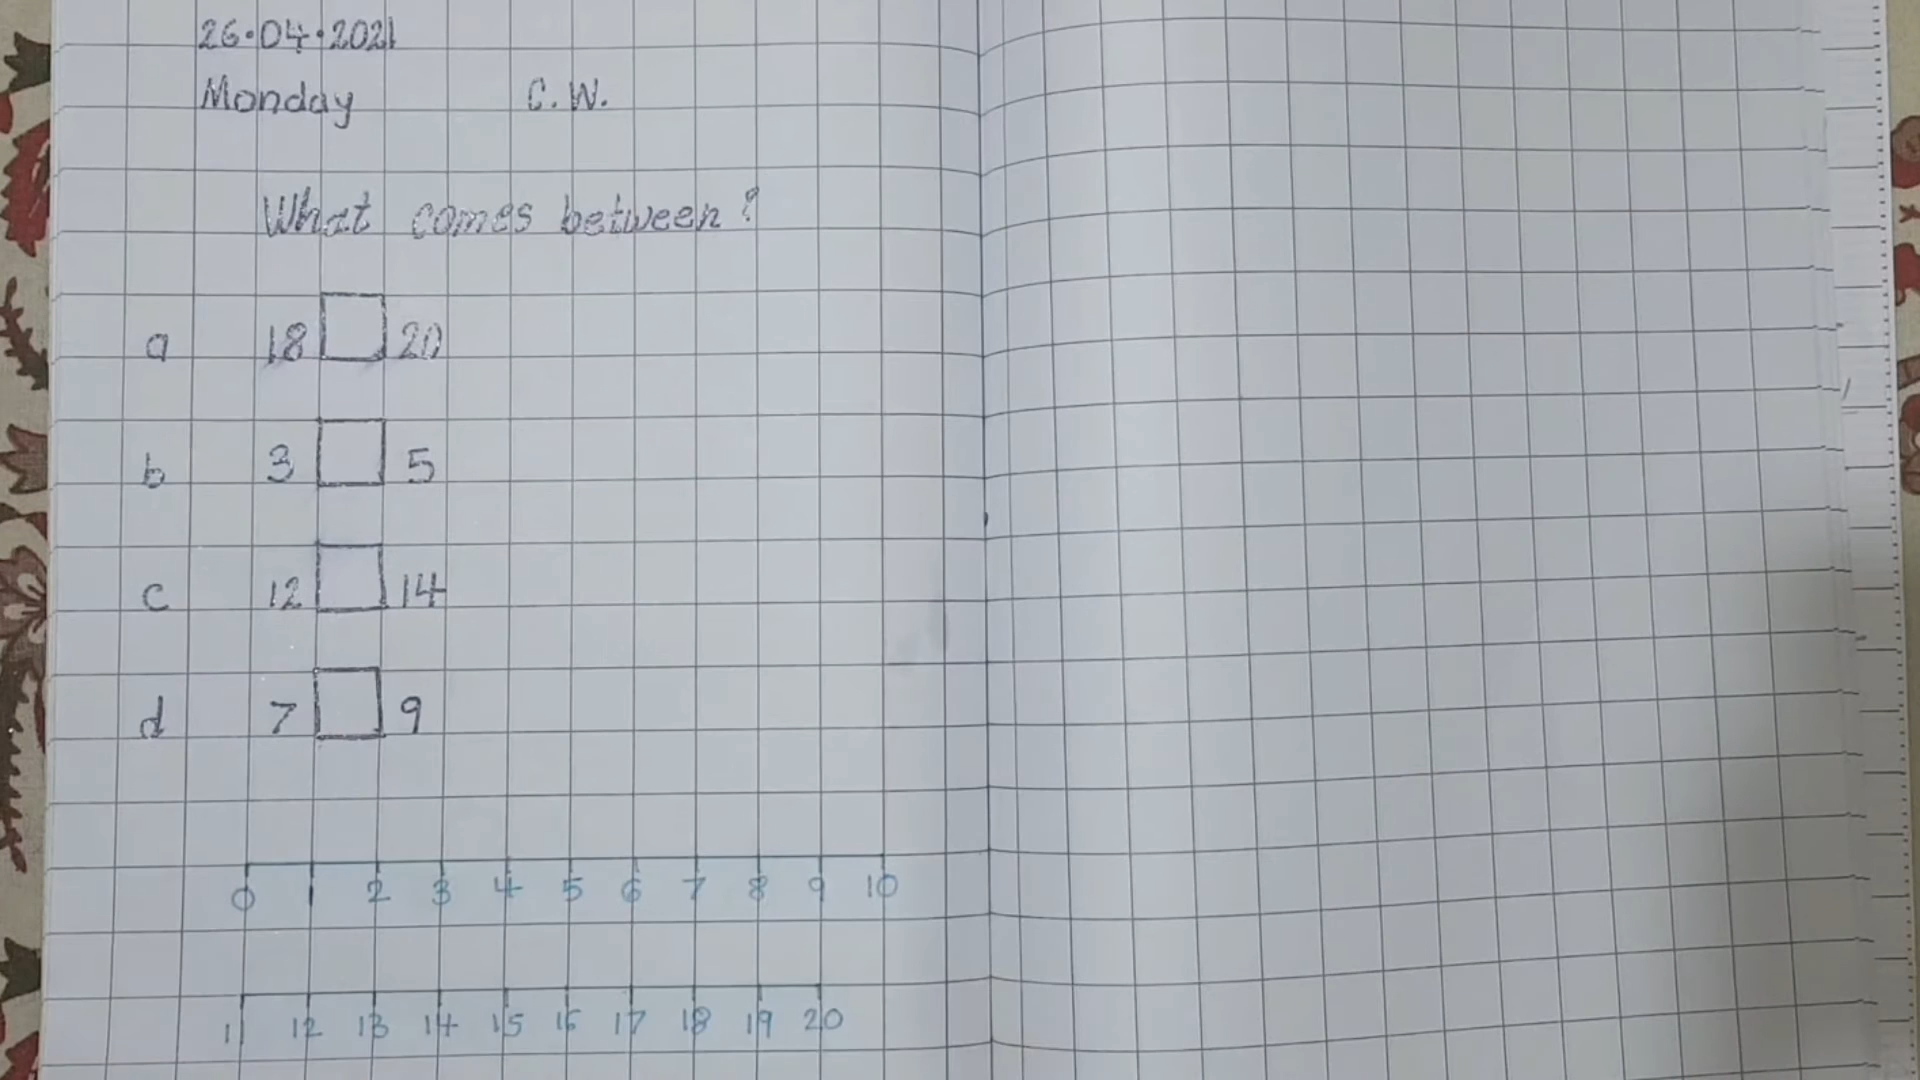 26.04.2021
Monday C.W.
What comes between?
a 18 20
b 3 5
c 12 14
d 7 9
0 1 2 3 4 5 6 7 8 9 10
11 12 13 14 15 16 17 18 19 20